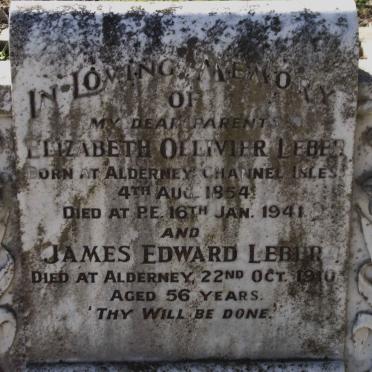 IN LOVING MEMORY
OF
MY DEAR PARENTS
ELIZABETH OLLIVIER LEBER
BORN AT ALDERNEY CHANNEL ISLES
4TH AUG. 1854.
DIED AT P.E. 16TH JAN. 1941.
AND
JAMES EDWARD LEBER
DIED AT ALDERNEY, 22ND OCT. 1910
AGED 56 YEARS.
'THY WILL BE DONE.'